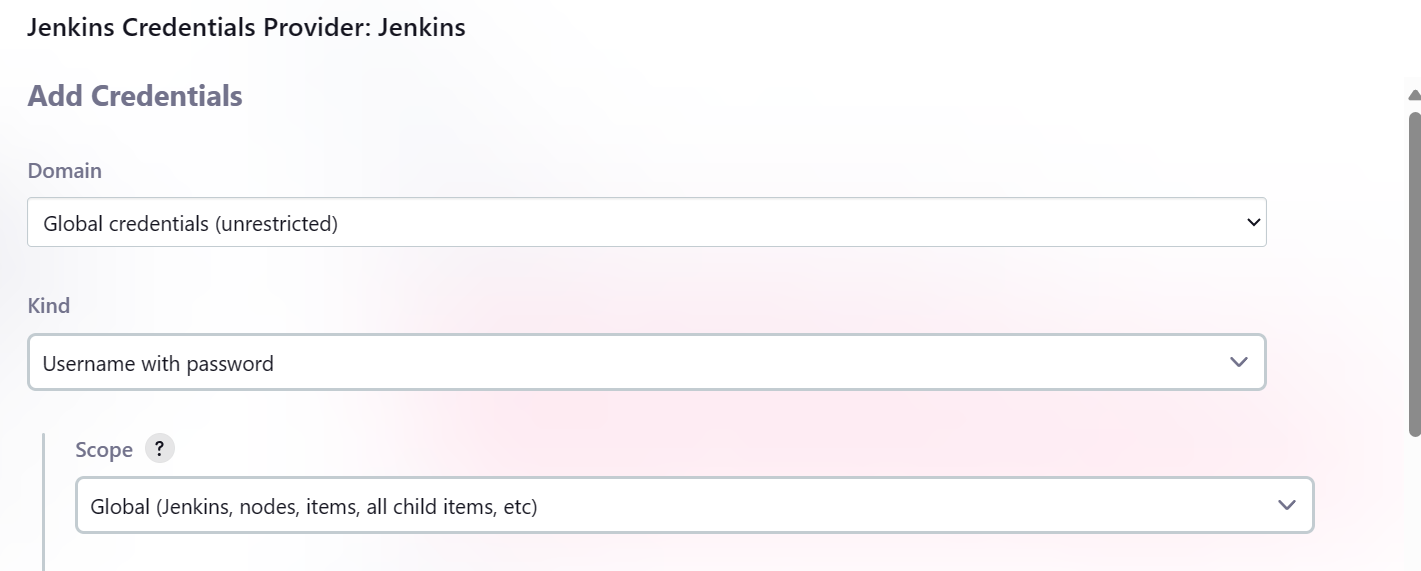 Jenkins Credentials Provider: Jenkins
Add Credentials
Domain
Global credentials (unrestricted)
Kind
Username with password
Scope ?
Global (Jenkins, nodes, items, all child items, etc)